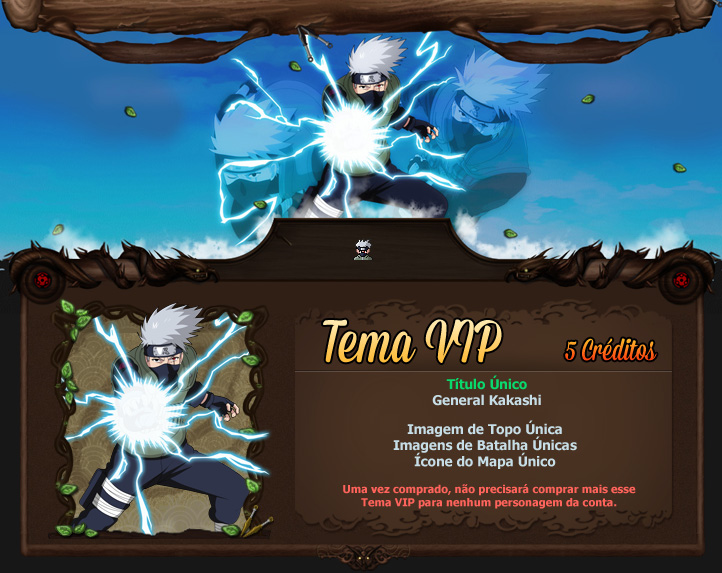 Tema VIP
5 Créditos
Título Único
General Kakashi
Imagem de Topo Única
Imagens de Batalha Únicas
Ícone do Mapa Único
Uma vez comprado, não precisará comprar mais esse
Tema VIP para nenhum personagem da conta.